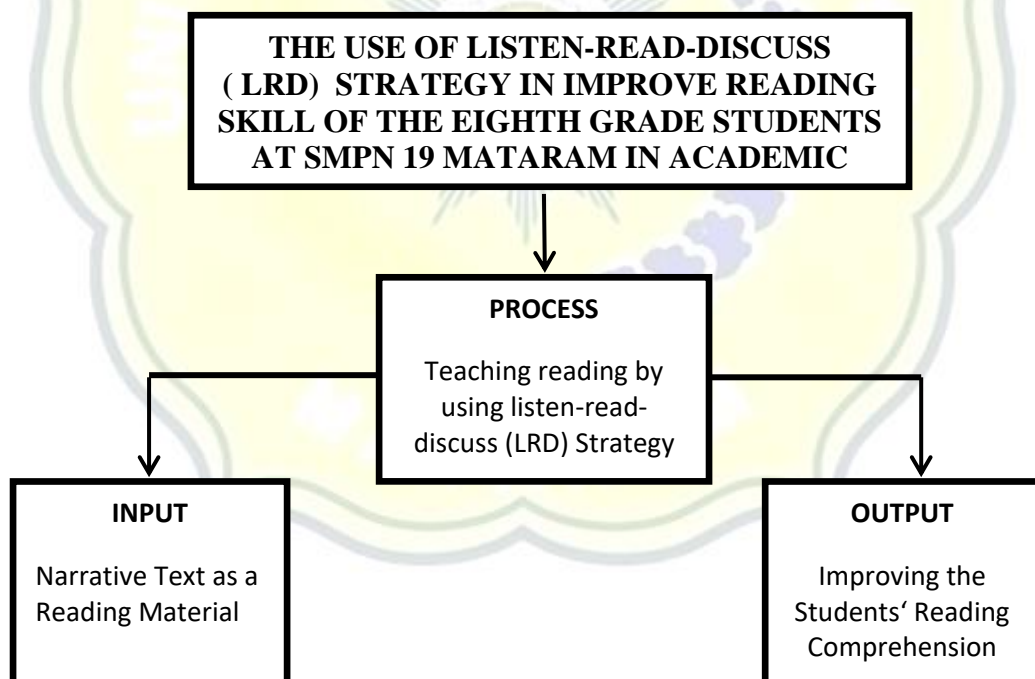 THE USE OF LISTEN-READ-DISCUSS
( LRD) STRATEGY IN IMPROVE READING
SKILL OF THE EIGHTH GRADE STUDENTS
AT SMPN 19 MATARAM IN ACADEMIC
PROCESS
Teaching reading by
using listen-read-
discuss (LRD) Strategy
INPUT
Narrative Text as a
Reading Material
OUTPUT
Improving the
Students‘ Reading
Comprehension